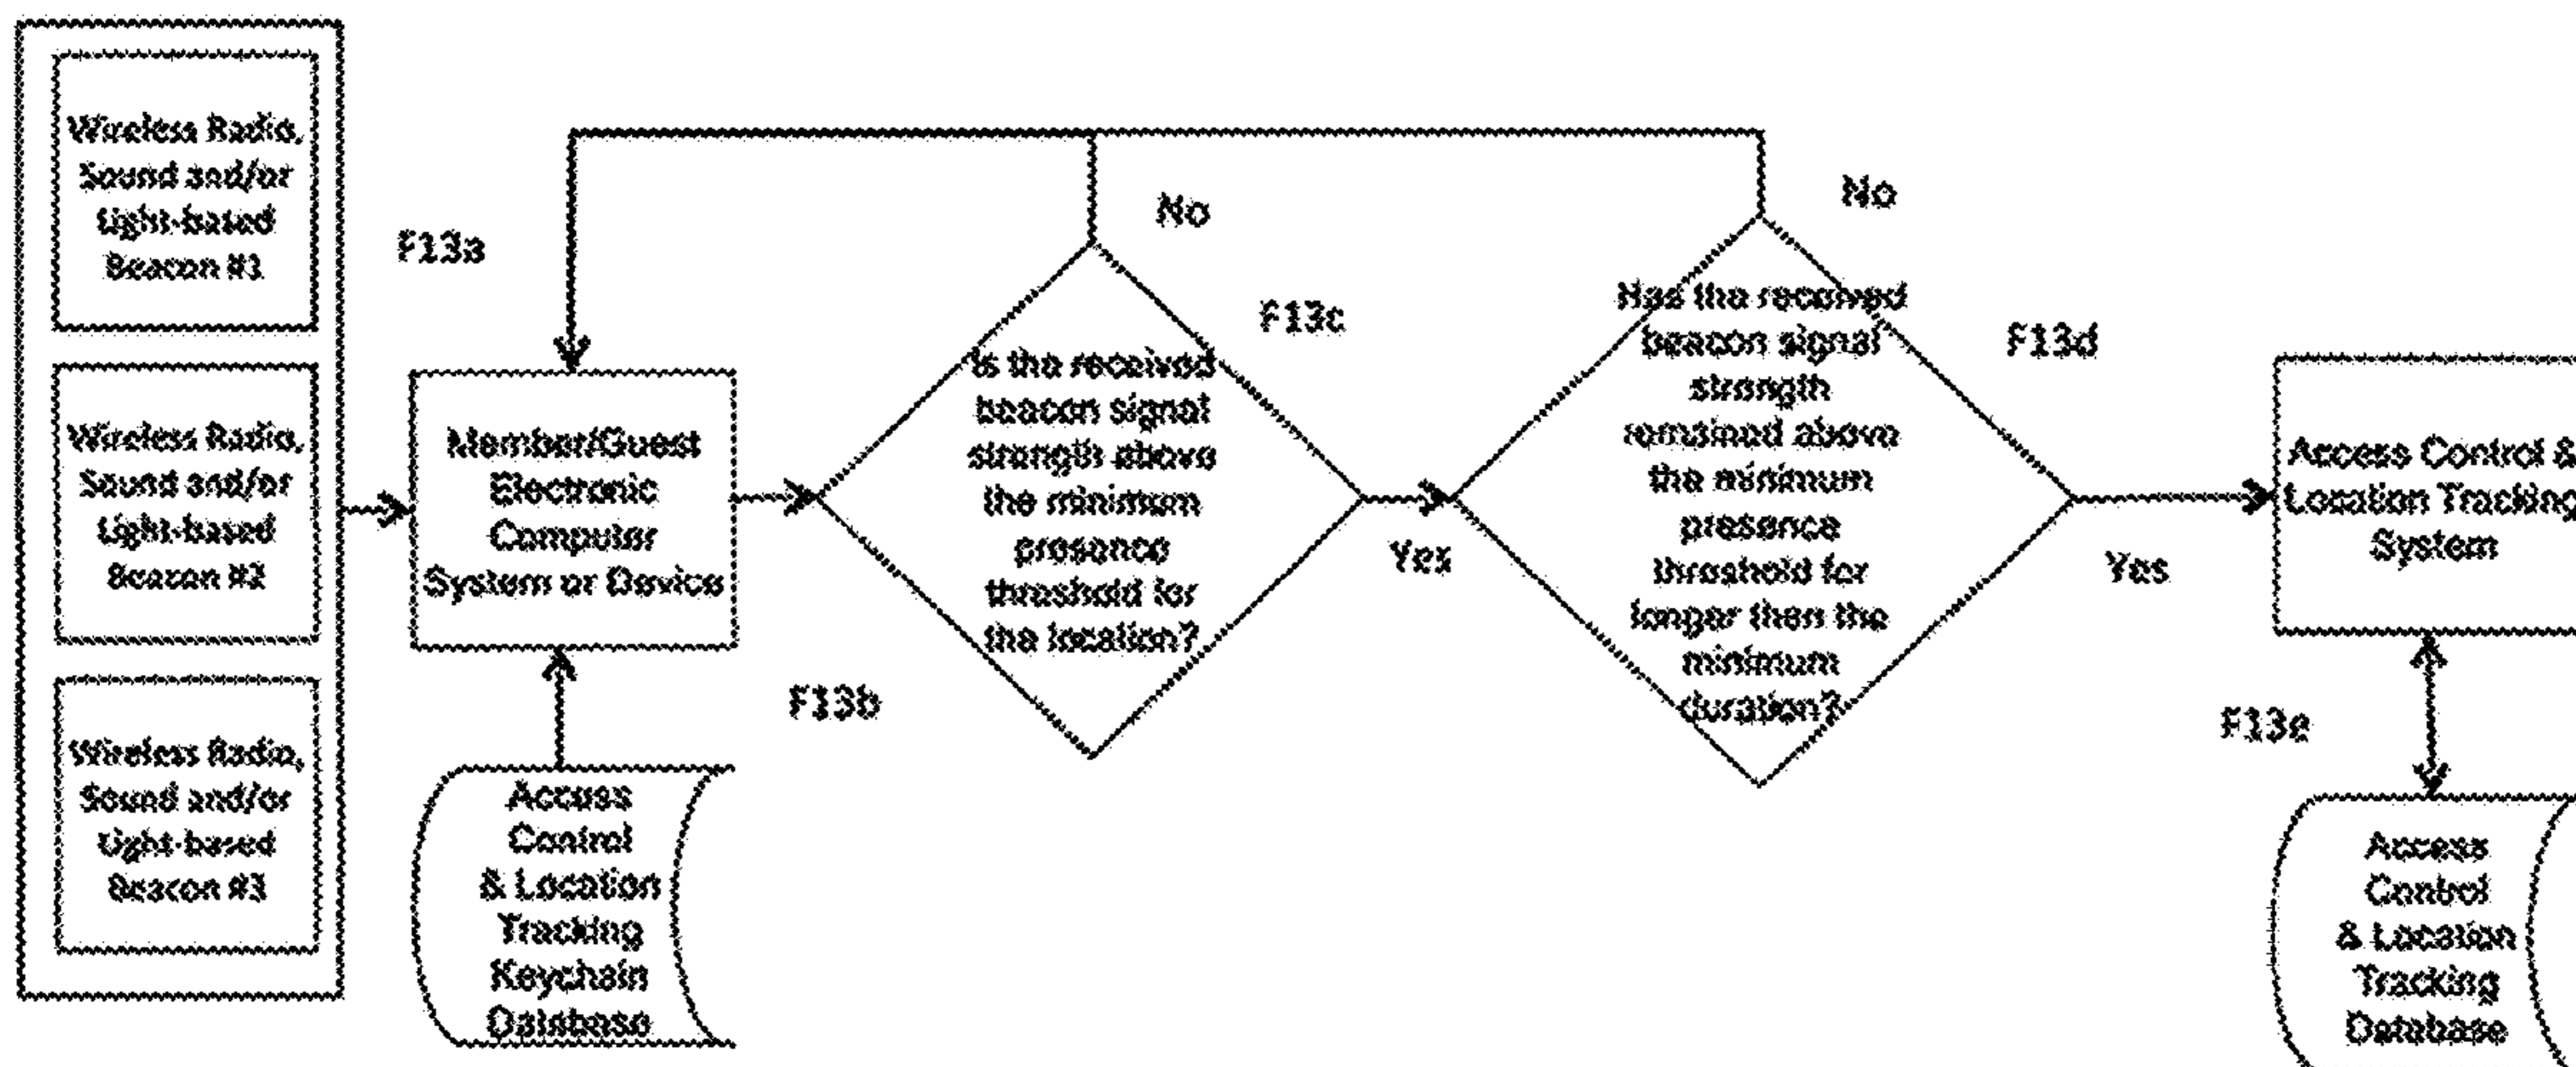 Wireless Radio,
Sound and/or
Light-based
Beacon #1
Wireless Radio,
Sound and/or
Light-based
Beacon #2
Wireless Radio,
Sound and/or
Light-based
Beacon #3
F13a
Member/Guest
Electronic
Computer
System or Device
Access
Control
& Location
Tracking
Keychain
Database
F13b
No
Is the received
beacon signal
strength above
the minimum
presence
threshold for
the location?
F13c
Yes
No
Has the received
beacon signal
strength
remained above
the minimum
presence
threshold for
longer then the
minimum
duration?
F13d
Yes
Access Control &
Location Tracking
System
F13e
Access
Control
& Location
Tracking
Database